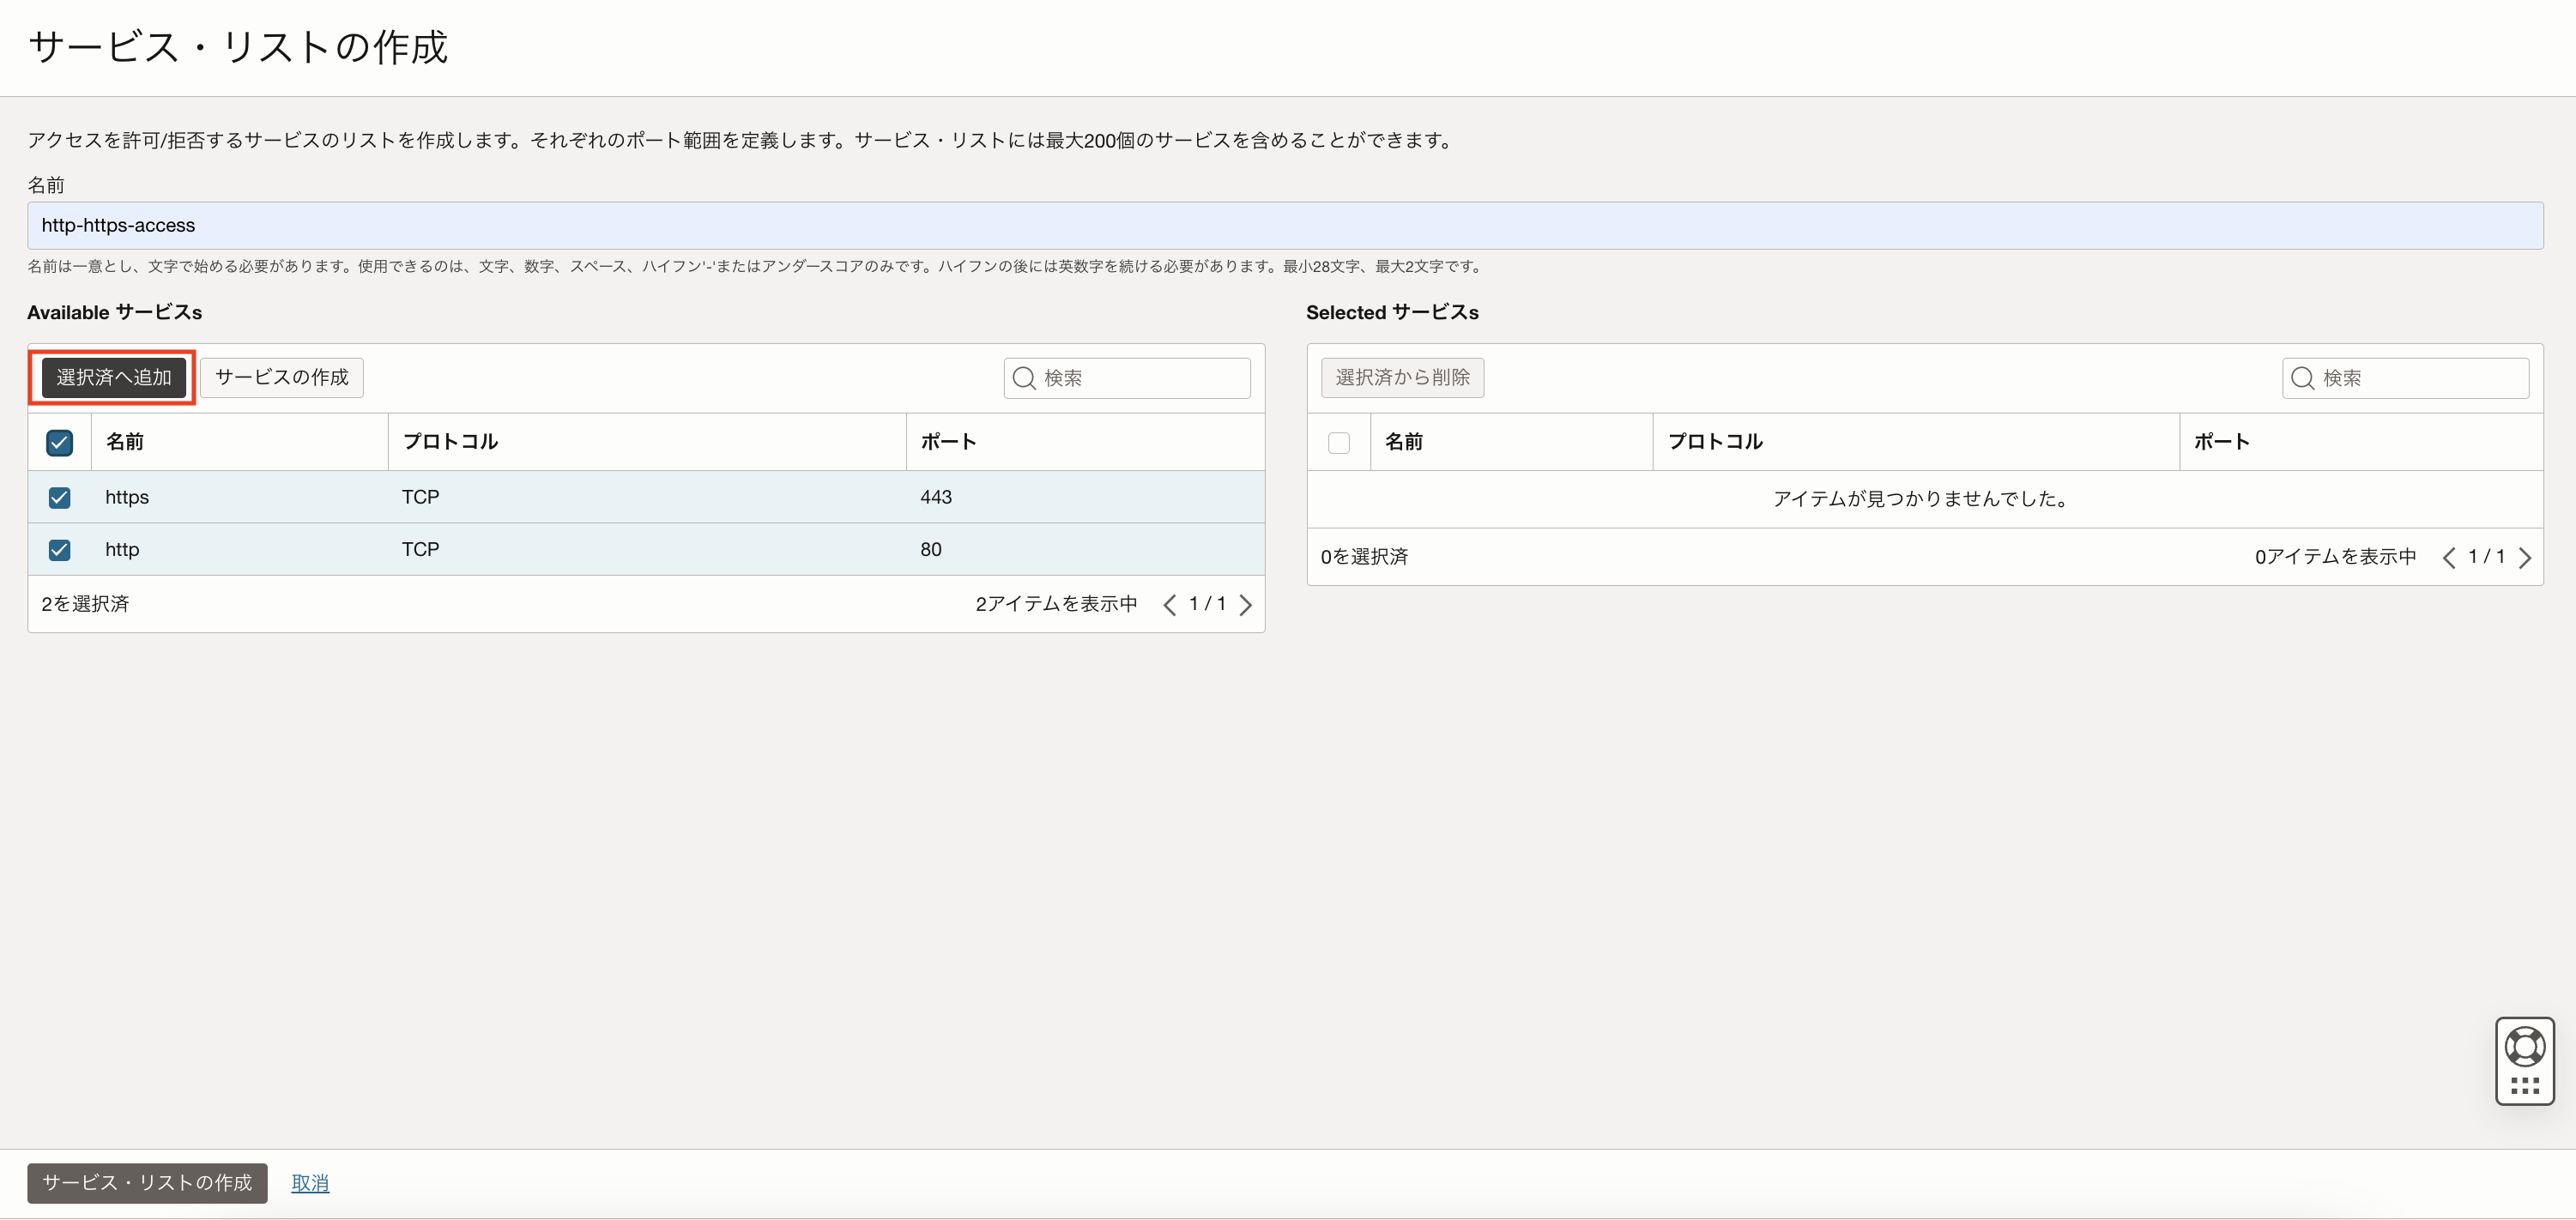 サービス・リストの作成
アクセスを許可/拒否するサービスのリストを作成します。それぞれのポート範囲を定義します。サービス・リストには最大200個のサービスを含めることができます。
名前
http-https-access
名前は一意とし、文字で始める必要があります。使用できるのは、文字、数字、スペース、ハイフン'-'またはアンダースコアのみです。ハイフンの後には英数字を続ける必要があります。最小28文字、最大2文字です。
Available サービスs
選択済へ追加 サービスの作成 検索
名前 プロトコル ポート
https TCP 443
http TCP 80
2を選択済 2アイテムを表示中 1 / 1
Selected サービスs
選択済から削除 検索
名前 プロトコル ポート
アイテムが見つかりませんでした。
0を選択済 0アイテムを表示中 1 / 1
サービス・リストの作成 取消